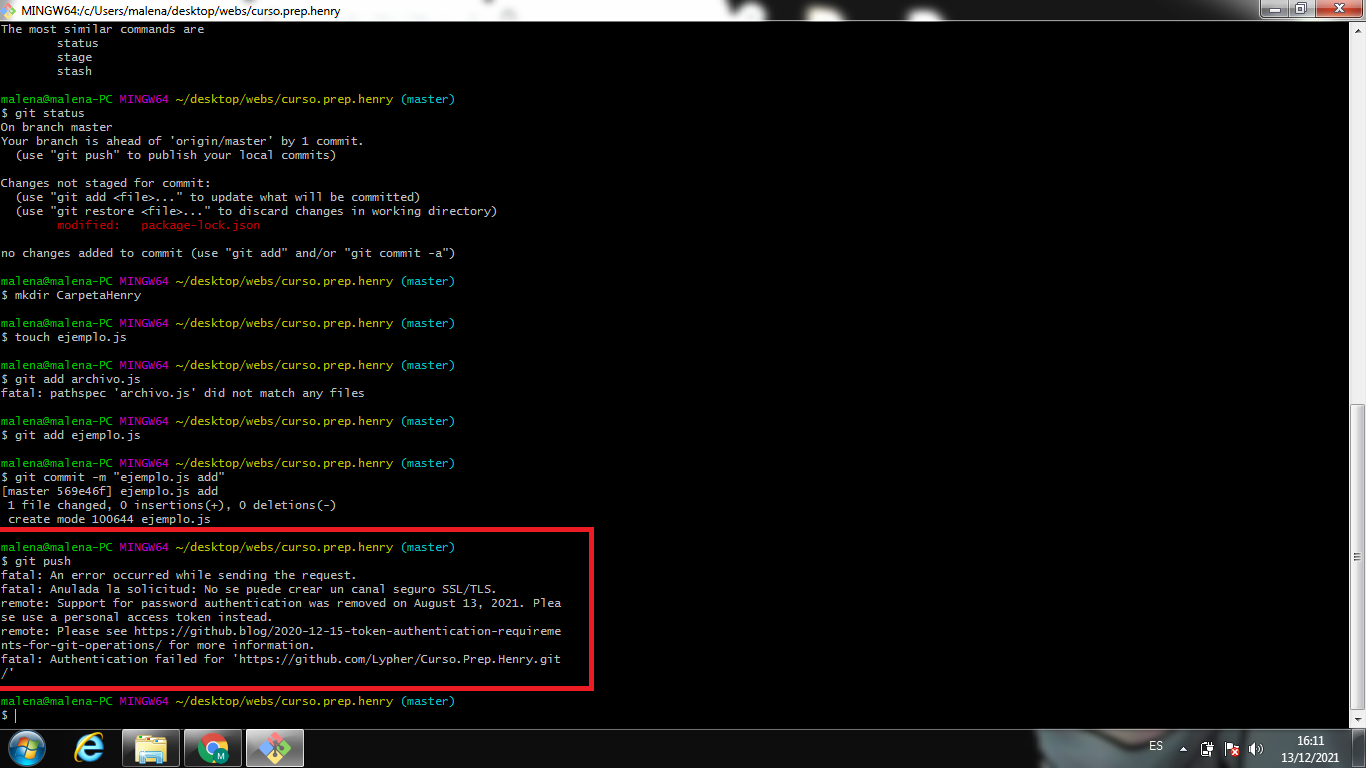 MINGW64:/c/Users/malena/desktop/webs/curso.prep.henry
The most similar commands are
        status
        stage
        stash
malena@malena-PC MINGW64 ~/desktop/webs/curso.prep.henry (master)
$ git status
On branch master
Your branch is ahead of 'origin/master' by 1 commit.
  (use "git push" to publish your local commits)
Changes not staged for commit:
  (use "git add <file>..." to update what will be committed)
  (use "git restore <file>..." to discard changes in working directory)
        modified:   package-lock.json
no changes added to commit (use "git add" and/or "git commit -a")
malena@malena-PC MINGW64 ~/desktop/webs/curso.prep.henry (master)
$ mkdir CarpetaHenry
malena@malena-PC MINGW64 ~/desktop/webs/curso.prep.henry (master)
$ touch ejemplo.js
malena@malena-PC MINGW64 ~/desktop/webs/curso.prep.henry (master)
$ git add archivo.js
fatal: pathspec 'archivo.js' did not match any files
malena@malena-PC MINGW64 ~/desktop/webs/curso.prep.henry (master)
$ git add ejemplo.js
malena@malena-PC MINGW64 ~/desktop/webs/curso.prep.henry (master)
$ git commit -m "ejemplo.js add"
[master 569e46f] ejemplo.js add
 1 file changed, 0 insertions(+), 0 deletions(-)
 create mode 100644 ejemplo.js
malena@malena-PC MINGW64 ~/desktop/webs/curso.prep.henry (master)
$ git push
fatal: An error occurred while sending the request.
fatal: Anulada la solicitud: No se puede crear un canal seguro SSL/TLS.
remote: Support for password authentication was removed on August 13, 2021. Plea
se use a personal access token instead.
remote: Please see https://github.blog/2020-12-15-token-authentication-requireme
nts-for-git-operations/ for more information.
fatal: Authentication failed for 'https://github.com/Lypher/Curso.Prep.Henry.git
/'
malena@malena-PC MINGW64 ~/desktop/webs/curso.prep.henry (master)
$
M
ES
16:11
13/12/2021